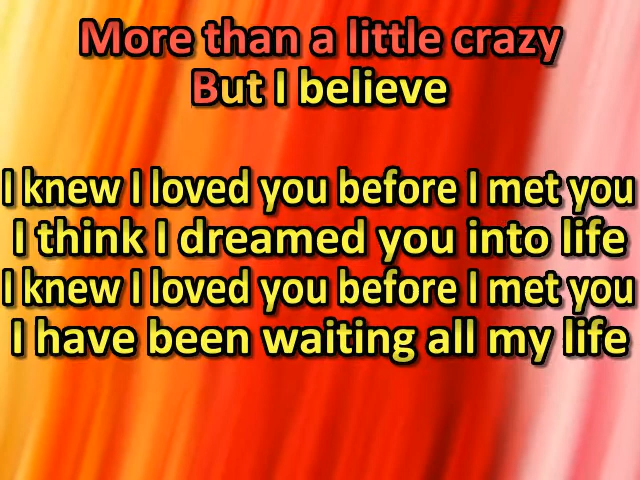 More than a little crazy
But I believe
I knew I loved you before I met you
I think I dreamed you into life
I knew I loved you before I met you
I have been waiting all my life